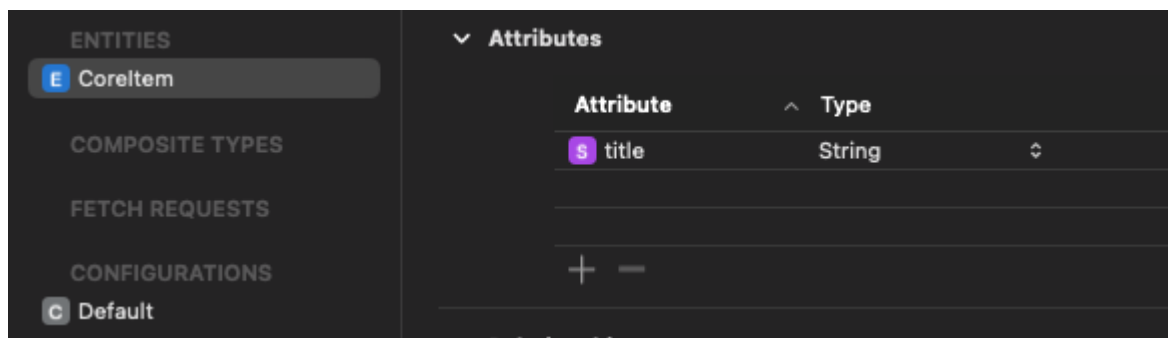 ENTITIES
E CoreItem
COMPOSITE TYPES
FETCH REQUESTS
CONFIGURATIONS
C Default
Attributes
Attribute Type
S title String